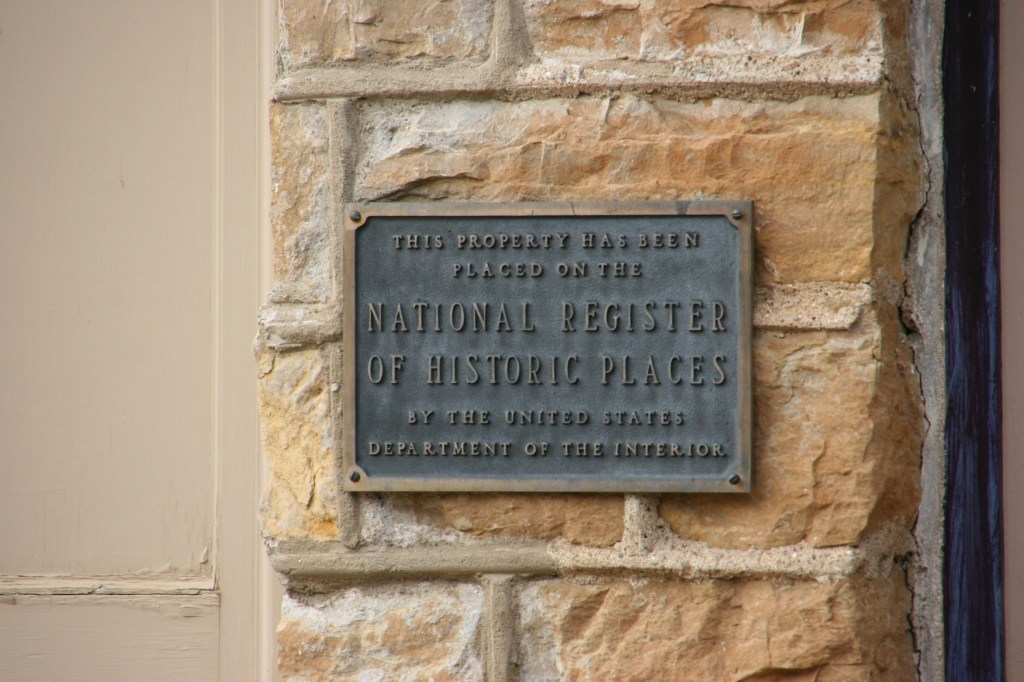 THIS PROPERTY HAS BEEN
PLACED ON THE
NATIONAL REGISTER
OF HISTORIC PLACES
BY THE UNITED STATES
DEPARTMENT OF THE INTERIOR